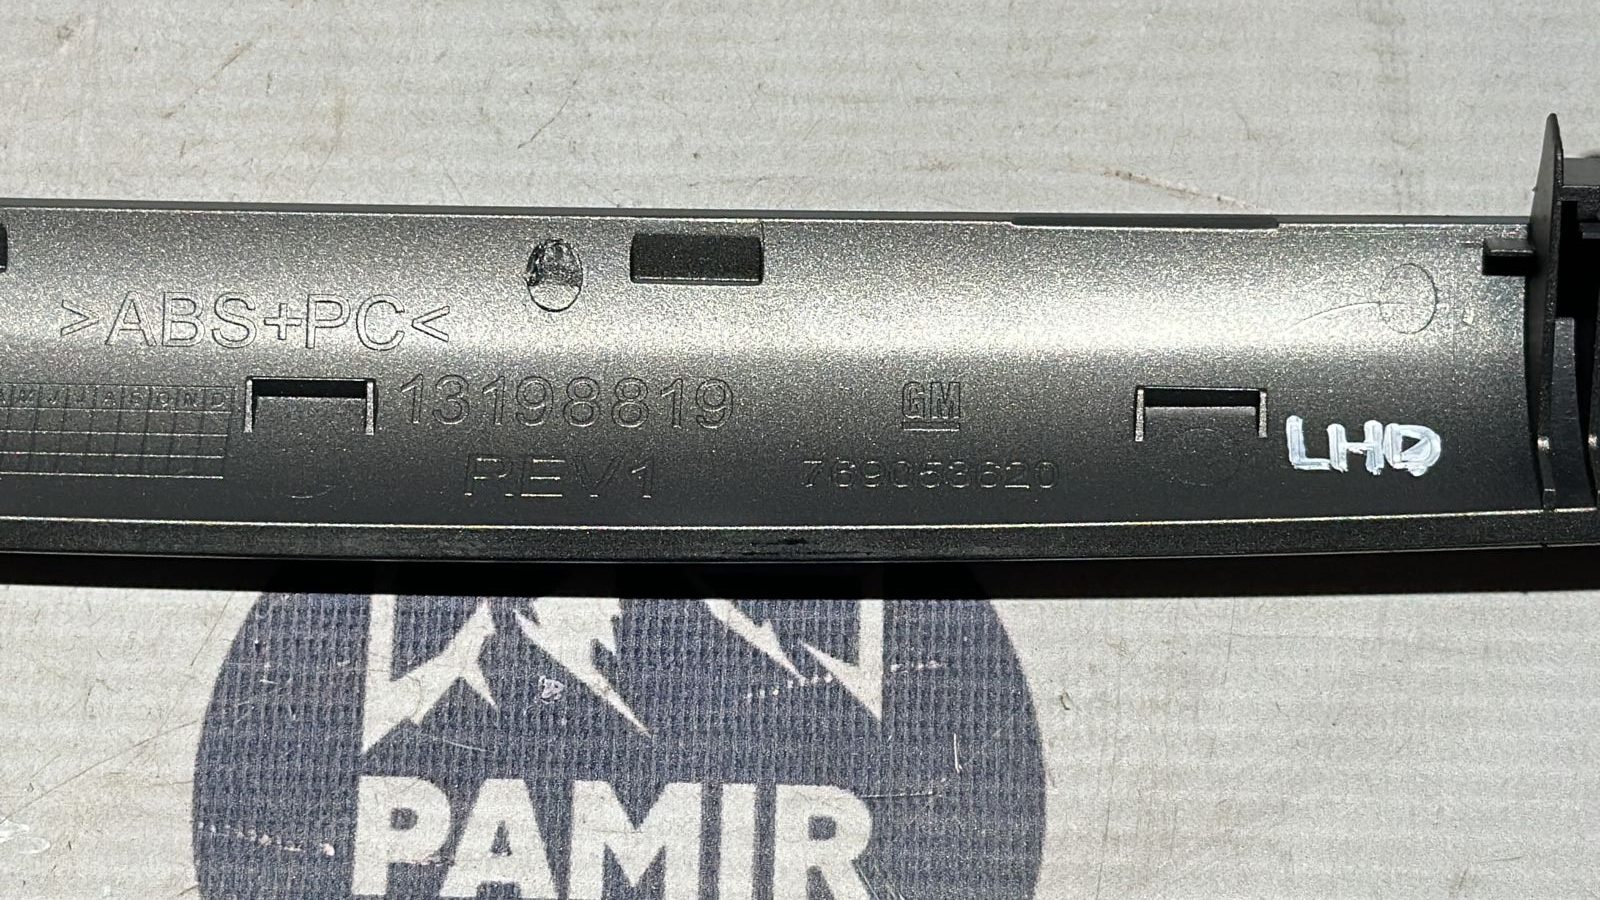 >ABS+PC<
A M J J A S O N D
13198819
GM
REV1
769053620
LHD
PAMIR